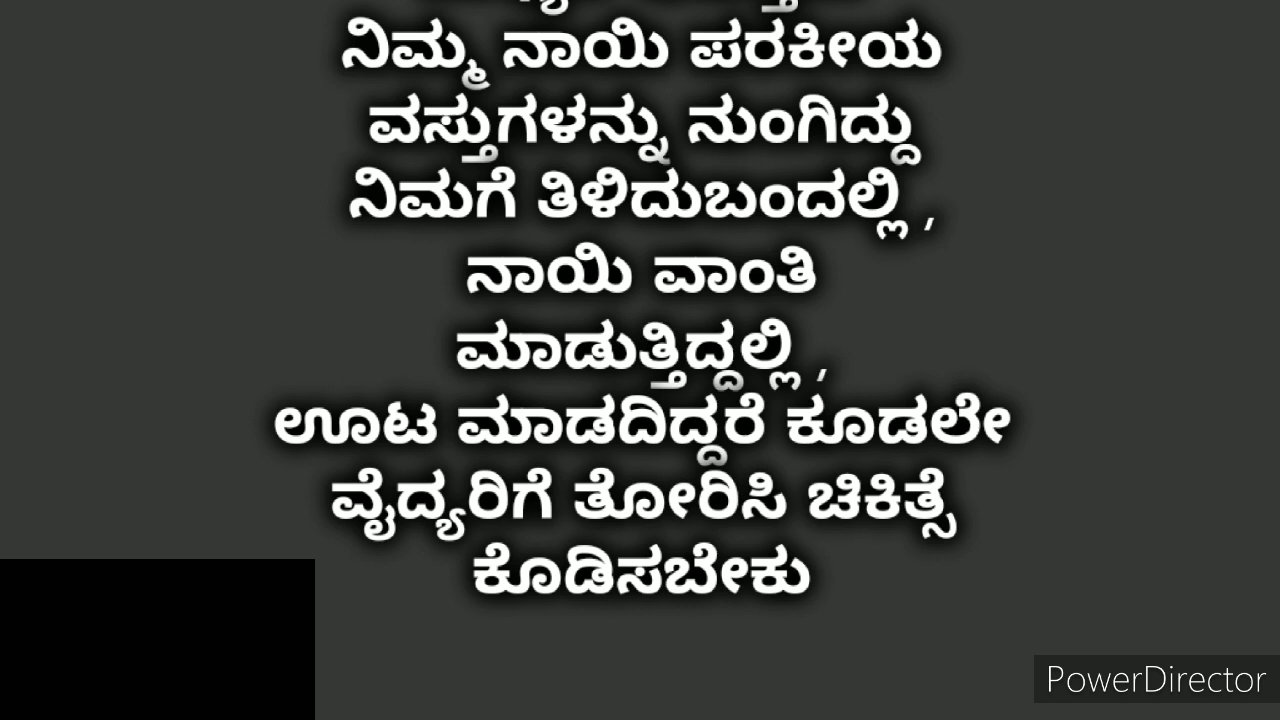 ನಿಮ್ಮ ನಾಯಿ ಪರಕೀಯ
ವಸ್ತುಗಳನ್ನು ನುಂಗಿದ್ದು
ನಿಮಗೆ ತಿಳಿದುಬಂದಲ್ಲಿ ,
ನಾಯಿ ವಾಂತಿ
ಮಾಡುತ್ತಿದ್ದಲ್ಲಿ ,
ಊಟ ಮಾಡದಿದ್ದರೆ ಕೂಡಲೇ
ವೈದ್ಯರಿಗೆ ತೋರಿಸಿ ಚಿಕಿತ್ಸೆ
ಕೊಡಿಸಬೇಕು
PowerDirector